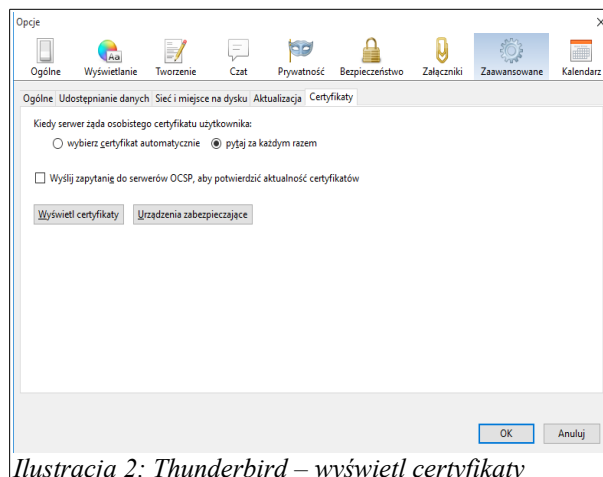 Opcje
Ogólne Wyświetlanie Tworzenie Czat Prywatność Bezpieczeństwo Załączniki Zaawansowane Kalendarz
Ogólne Udostępnianie danych Sieć i miejsce na dysku Aktualizacja Certyfikaty
Kiedy serwer żąda osobistego certyfikatu użytkownika:
wybierz certyfikat automatycznie pytaj za każdym razem
Wyślij zapytanie do serwerów OCSP, aby potwierdzić aktualność certyfikatów
Wyświetl certyfikaty Urządzenia zabezpieczające
OK Anuluj
Ilustracja 2: Thunderbird – wyświetl certyfikaty